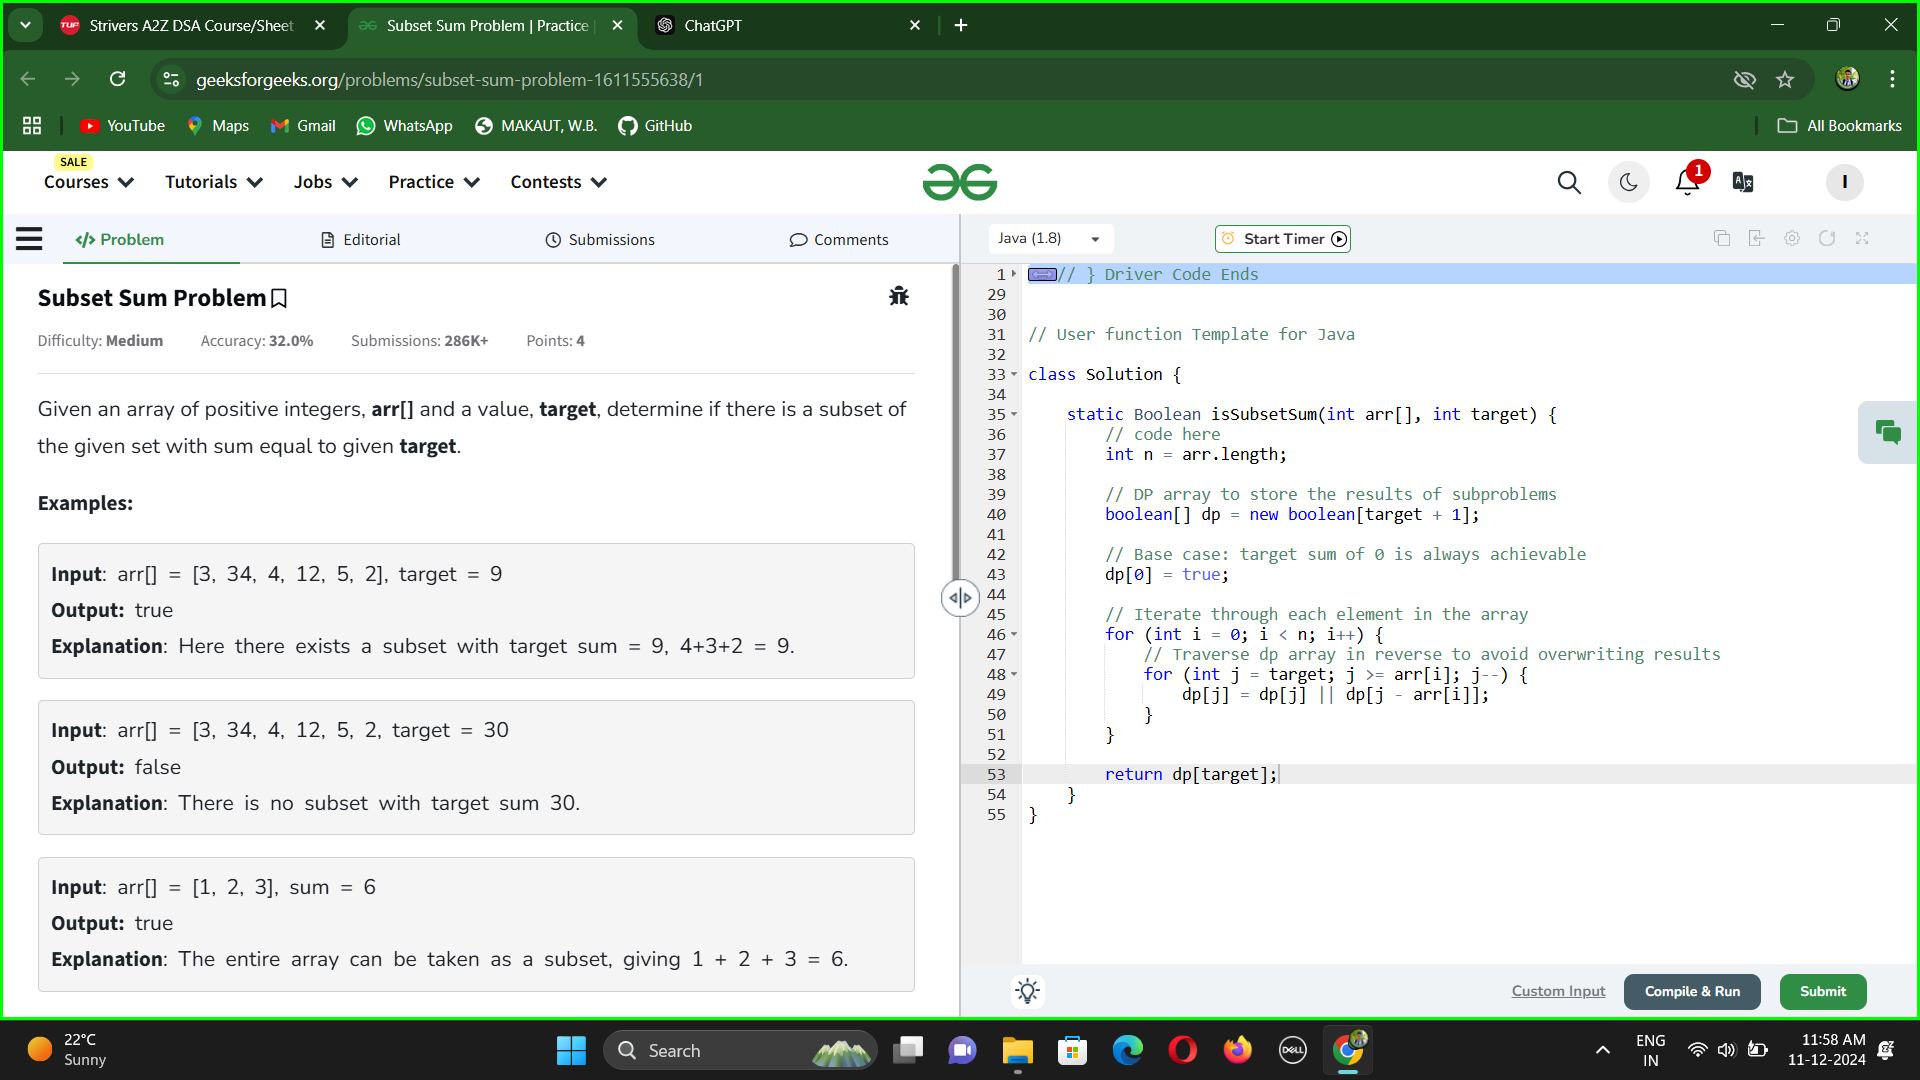 Strivers A2Z DSA Course/Sheet
Subset Sum Problem | Practice
ChatGPT
geeksforgeeks.org/problems/subset-sum-problem-1611555638/1
YouTube
Maps
Gmail
WhatsApp
MAKAUT, W.B.
GitHub
All Bookmarks
SALE
Courses
Tutorials
Jobs
Practice
Contests
1
I
Problem
Editorial
Submissions
Comments
Java (1.8)
Start Timer
Subset Sum Problem
Difficulty: Medium Accuracy: 32.0% Submissions: 286K+ Points: 4
Given an array of positive integers, arr[] and a value, target, determine if there is a subset of
the given set with sum equal to given target.
Examples:
Input: arr[] = [3, 34, 4, 12, 5, 2], target = 9
Output: true
Explanation: Here there exists a subset with target sum = 9, 4+3+2 = 9.
Input: arr[] = [3, 34, 4, 12, 5, 2, target = 30
Output: false
Explanation: There is no subset with target sum 30.
Input: arr[] = [1, 2, 3], sum = 6
Output: true
Explanation: The entire array can be taken as a subset, giving 1 + 2 + 3 = 6.
1 // } Driver Code Ends
29
30
31 // User function Template for Java
32
33 class Solution {
34
35 static Boolean isSubsetSum(int arr[], int target) {
36 // code here
37 int n = arr.length;
38
39 // DP array to store the results of subproblems
40 boolean[] dp = new boolean[target + 1];
41
42 // Base case: target sum of 0 is always achievable
43 dp[0] = true;
44
45 // Iterate through each element in the array
46 for (int i = 0; i < n; i++) {
47 // Traverse dp array in reverse to avoid overwriting results
48 for (int j = target; j >= arr[i]; j--) {
49 dp[j] = dp[j] || dp[j - arr[i]];
50 }
51 }
52
53 return dp[target];
54 }
55 }
Custom Input
Compile & Run
Submit
22°C
Sunny
Search
DELL
ENG
IN
11:58 AM
11-12-2024